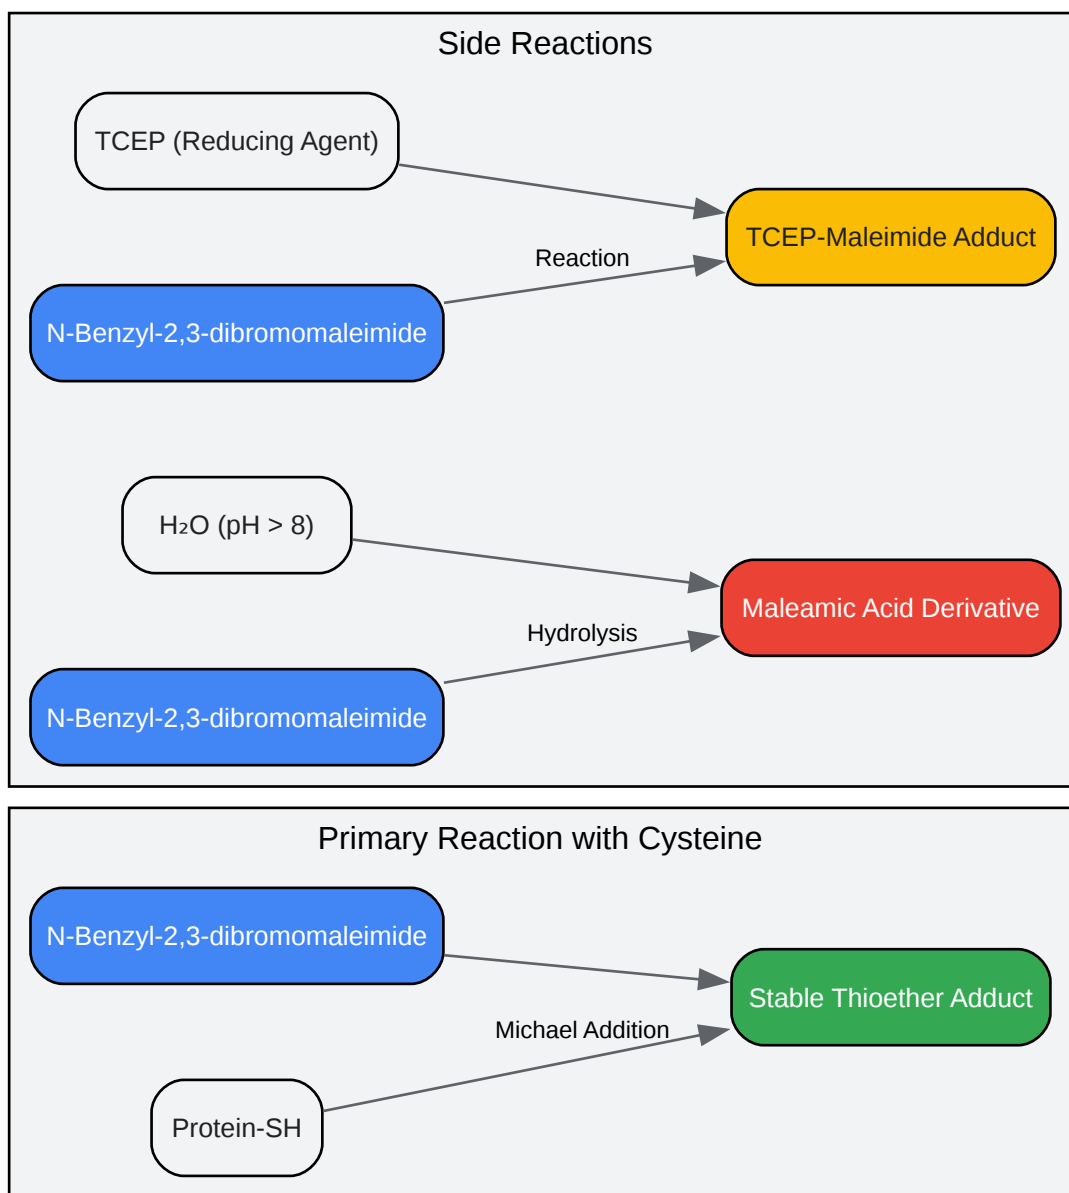 Side Reactions
TCEP (Reducing Agent)
TCEP-Maleimide Adduct
Reaction
N-Benzyl-2,3-dibromomaleimide
H₂O (pH > 8)
Maleamic Acid Derivative
Hydrolysis
N-Benzyl-2,3-dibromomaleimide
Primary Reaction with Cysteine
N-Benzyl-2,3-dibromomaleimide
Stable Thioether Adduct
Michael Addition
Protein-SH